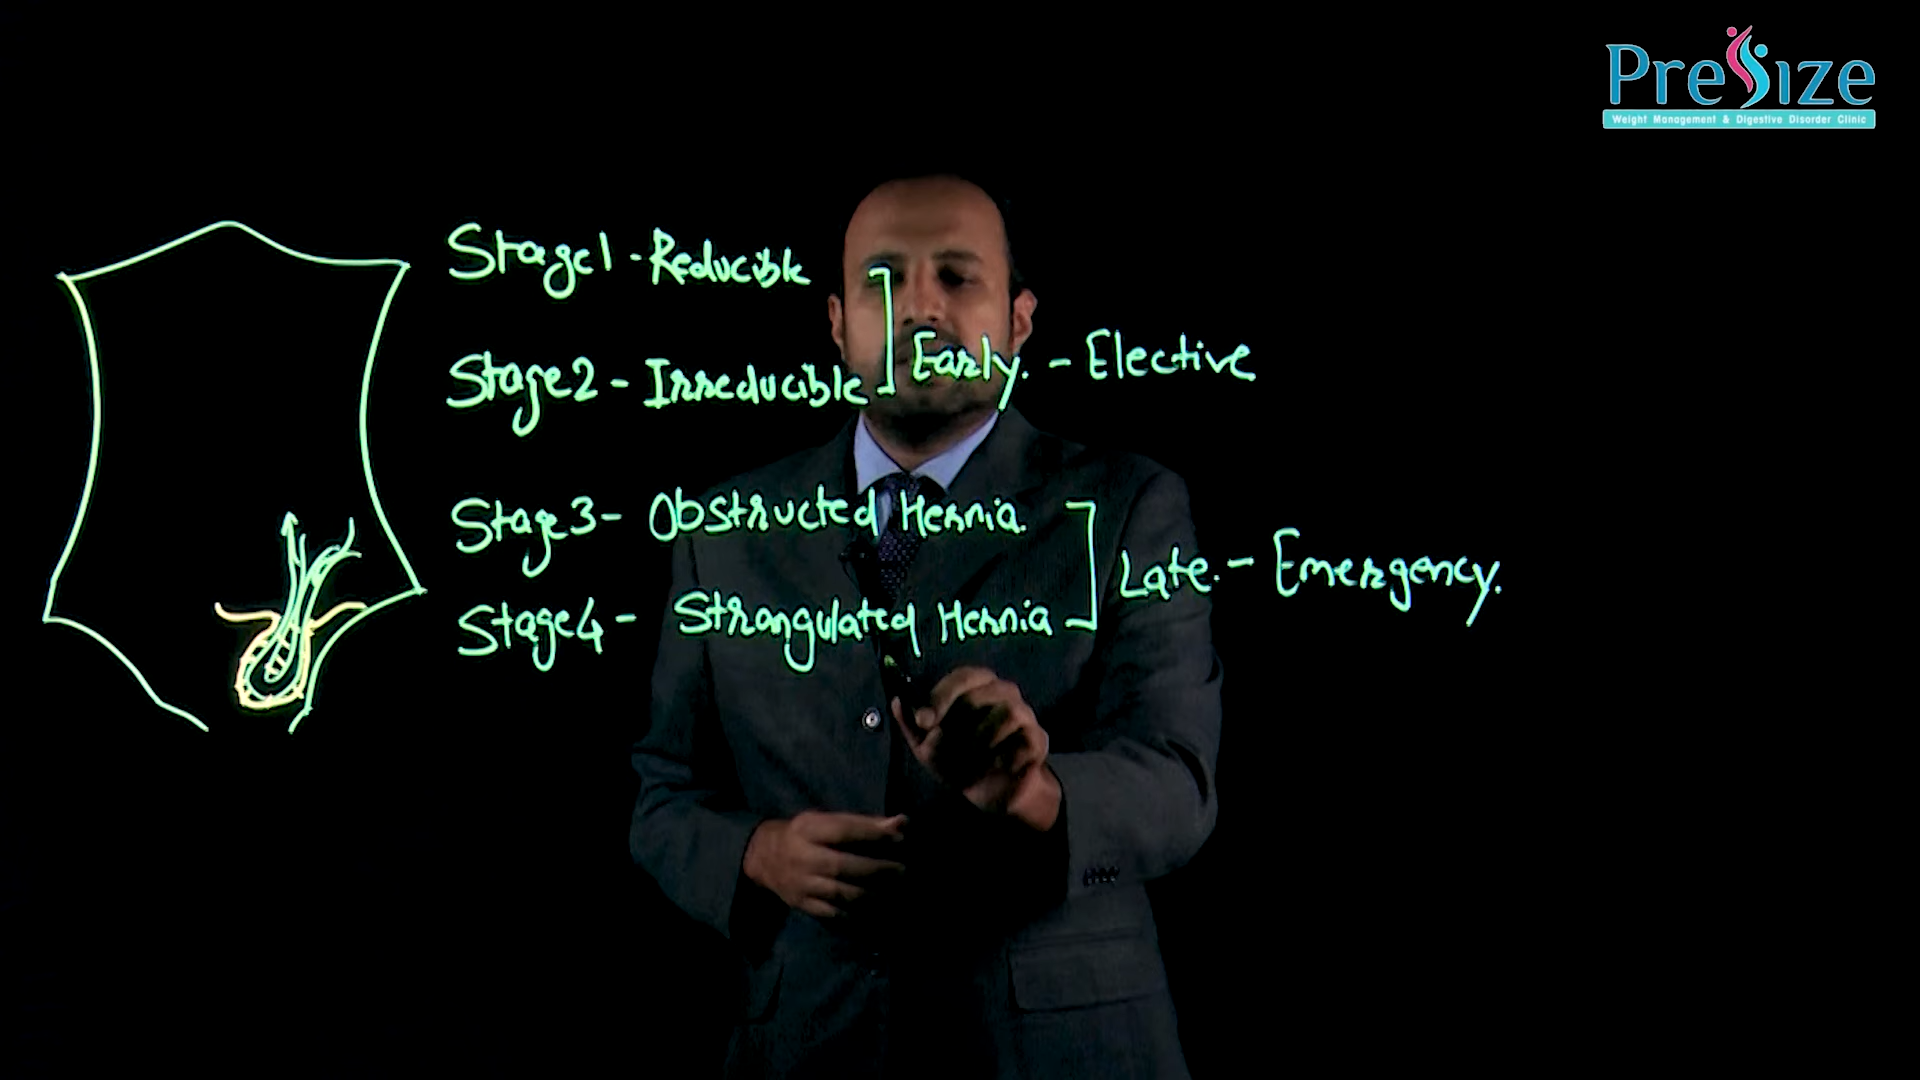 PreSize
Weight Management & Digestive Disorder Clinic
Stage1 - Reducible
Stage2 - Irreducible
Early. - Elective
Stage3 - Obstructed Hernia.
Stage4 - Strangulated Hernia
Late. - Emergency.